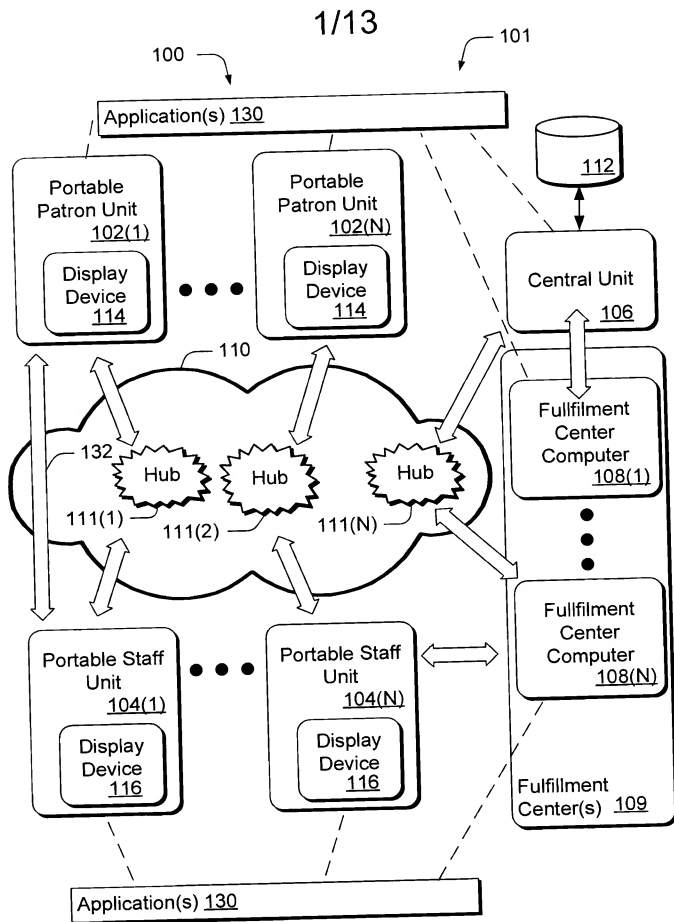 1/13
100
101
Application(s) 130
112
Portable
Patron Unit
102(1)
Display
Device
114
Portable
Patron Unit
102(N)
Display
Device
114
Central Unit
106
110
132
Hub
Hub
Hub
111(1)
111(2)
111(N)
Fullfilment
Center
Computer
108(1)
Fullfilment
Center
Computer
108(N)
Portable Staff
Unit
104(1)
Display
Device
116
Portable Staff
Unit
104(N)
Display
Device
116
Fulfillment
Center(s) 109
Application(s) 130